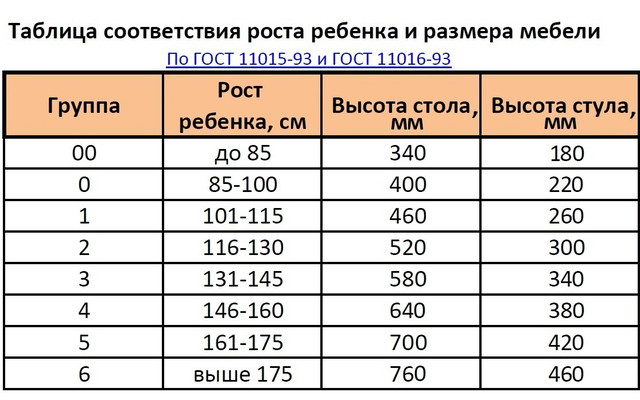 Таблица соответствия роста ребенка и размера мебели
По ГОСТ 11015-93 и ГОСТ 11016-93
Группа Рост ребенка, см Высота стола, мм Высота стула, мм
00 до 85 340 180
0 85-100 400 220
1 101-115 460 260
2 116-130 520 300
3 131-145 580 340
4 146-160 640 380
5 161-175 700 420
6 выше 175 760 460